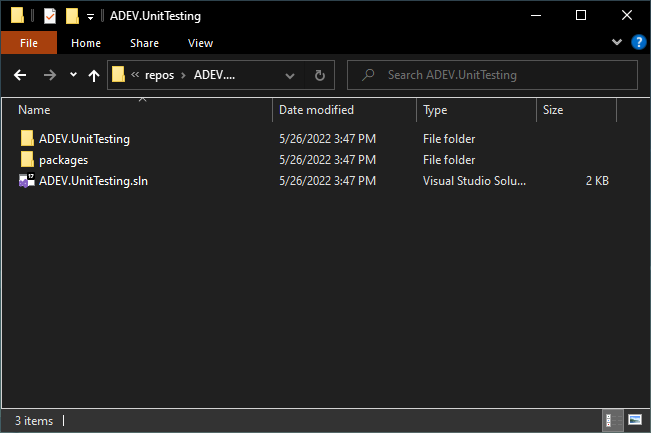 ADEV.UnitTesting
File Home Share View
repos ADEV.... Search ADEV.UnitTesting
Name Date modified Type Size
ADEV.UnitTesting 5/26/2022 3:47 PM File folder
packages 5/26/2022 3:47 PM File folder
17
ADEV.UnitTesting.sln 5/26/2022 3:47 PM Visual Studio Solu... 2 KB
3 items